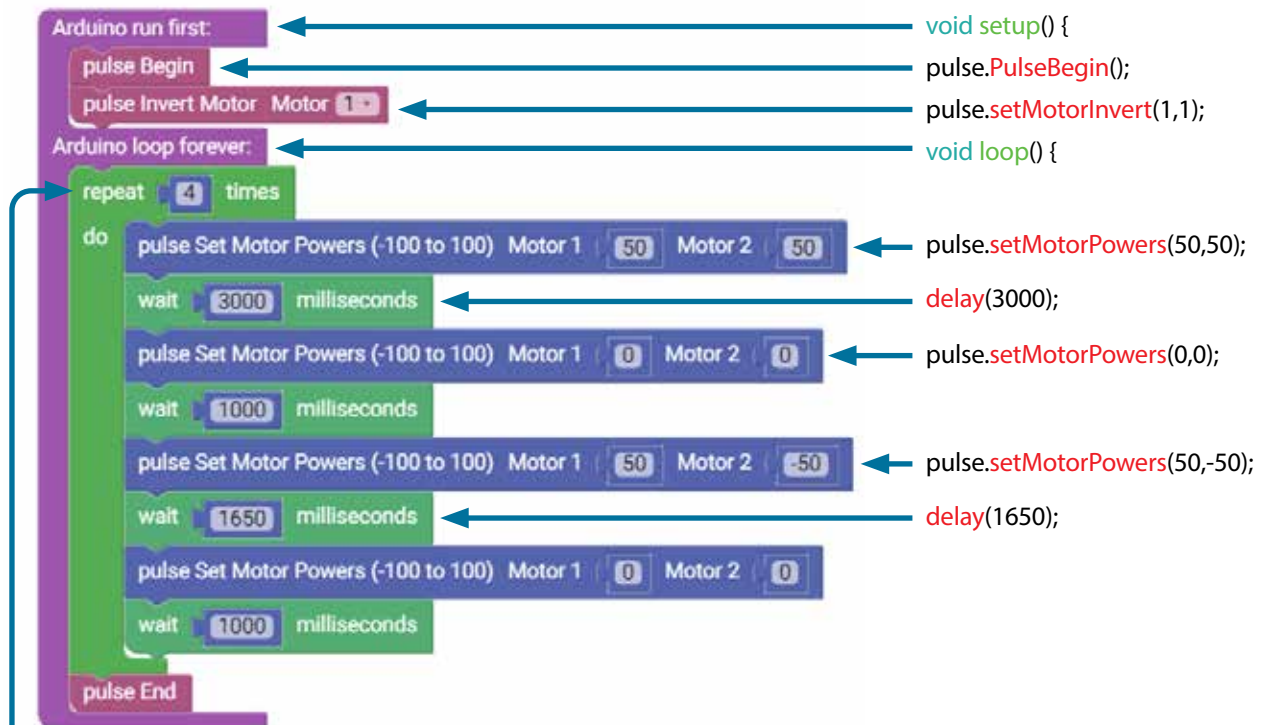 Arduino run first: void setup() {
pulse Begin pulse.PulseBegin();
pulse Invert Motor Motor 1 pulse.setMotorInvert(1,1);
Arduino loop forever: void loop() {
repeat 4 times
do pulse Set Motor Powers (-100 to 100) Motor 1 50 Motor 2 50 pulse.setMotorPowers(50,50);
wait 3000 milliseconds delay(3000);
pulse Set Motor Powers (-100 to 100) Motor 1 0 Motor 2 0 pulse.setMotorPowers(0,0);
wait 1000 milliseconds
pulse Set Motor Powers (-100 to 100) Motor 1 50 Motor 2 -50 pulse.setMotorPowers(50,-50);
wait 1650 milliseconds delay(1650);
pulse Set Motor Powers (-100 to 100) Motor 1 0 Motor 2 0
wait 1000 milliseconds
pulse End